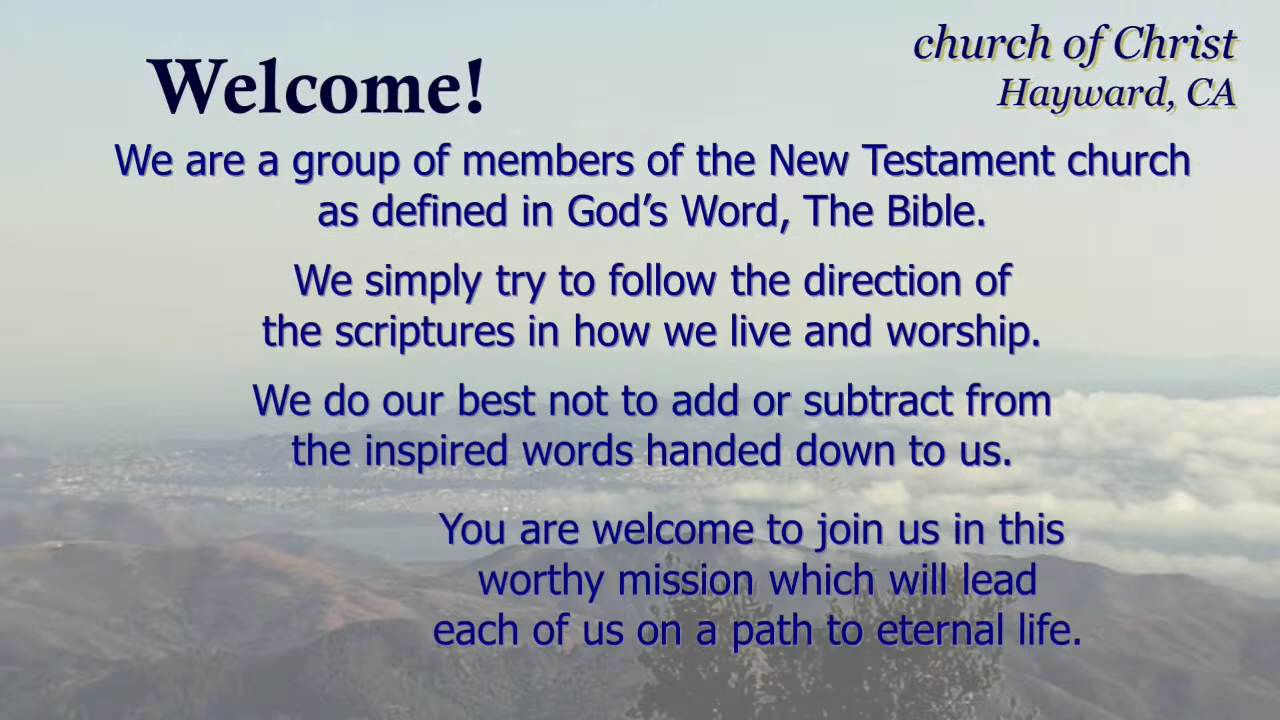 church of Christ
Hayward, CA
Welcome!
We are a group of members of the New Testament church
as defined in God’s Word, The Bible.
We simply try to follow the direction of
the scriptures in how we live and worship.
We do our best not to add or subtract from
the inspired words handed down to us.
You are welcome to join us in this
worthy mission which will lead
each of us on a path to eternal life.